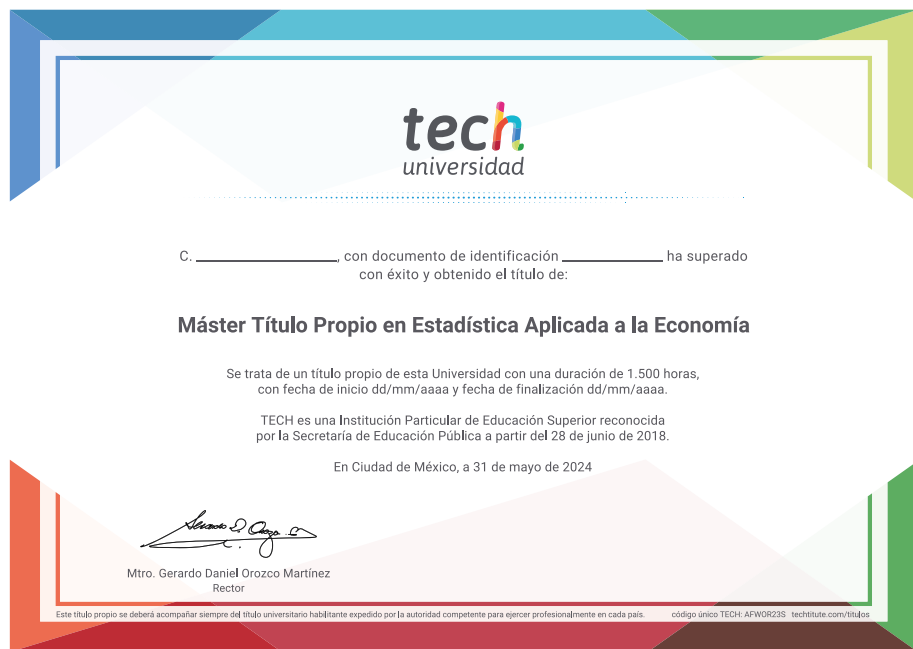 tech
universidad
C. ____________, con documento de identificación ____________ ha superado
con éxito y obtenido el título de:
Máster Título Propio en Estadística Aplicada a la Economía
Se trata de un título propio de esta Universidad con una duración de 1.500 horas,
con fecha de inicio dd/mm/aaaa y fecha de finalización dd/mm/aaaa.
TECH es una Institución Particular de Educación Superior reconocida
por la Secretaría de Educación Pública a partir del 28 de junio de 2018.
En Ciudad de México, a 31 de mayo de 2024
Mtro. Gerardo Daniel Orozco Martínez
Rector
Este título propio se deberá acompañar siempre del título universitario habilitante expedido por la autoridad competente para ejercer profesionalmente en cada país. código único TECH: AFWOR23S techtitute.com/titulos